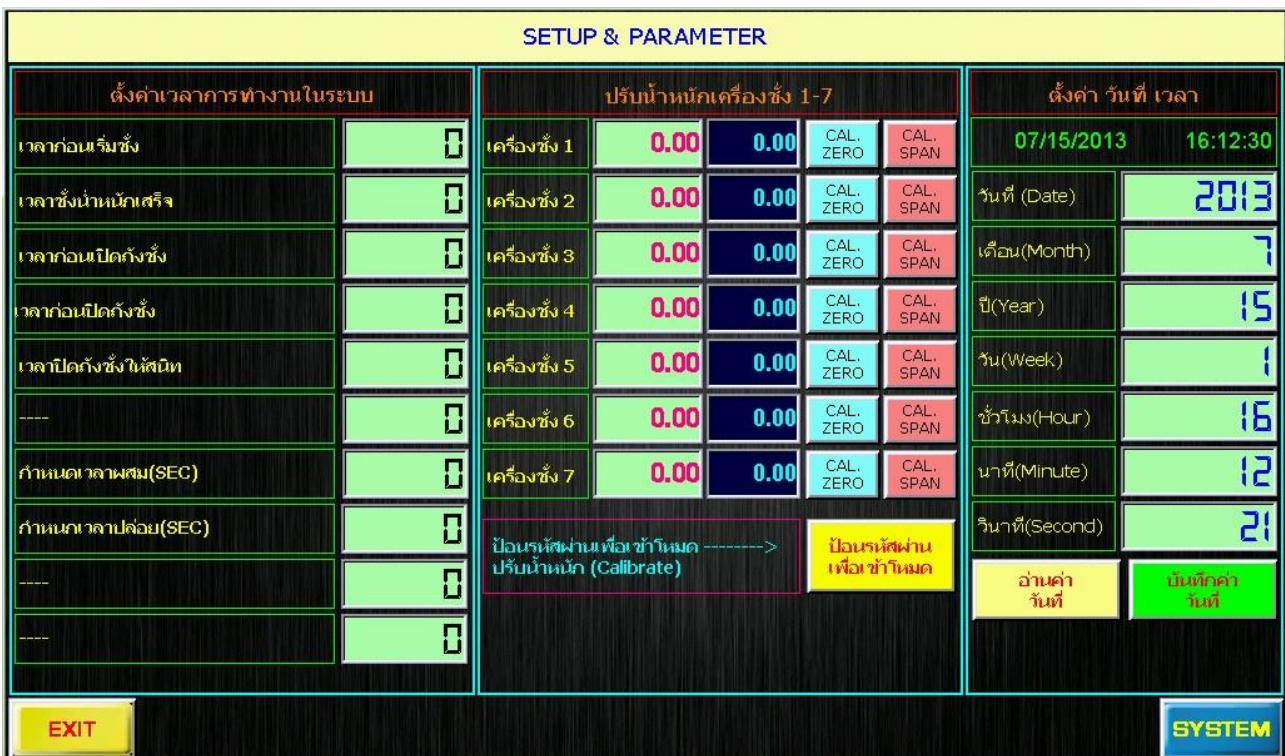 SETUP & PARAMETER
ตั้งค่าเวลาการทำงานในระบบ
เวลาก่อนเริ่มชั่ง 0
เวลาชั่งน้ำหนักเสร็จ 0
เวลาก่อนเปิดถังชั่ง 0
เวลาก่อนปิดถังชั่ง 0
เวลาปิดถังชั่งให้สนิท 0
---- 0
กำหนดเวลาผสม(SEC) 0
กำหนกเวลาปล่อย(SEC) 0
---- 0
---- 0
ปรับน้ำหนักเครื่องชั่ง 1-7
เครื่องชั่ง 1 0.00 0.00 CAL. ZERO CAL. SPAN
เครื่องชั่ง 2 0.00 0.00 CAL. ZERO CAL. SPAN
เครื่องชั่ง 3 0.00 0.00 CAL. ZERO CAL. SPAN
เครื่องชั่ง 4 0.00 0.00 CAL. ZERO CAL. SPAN
เครื่องชั่ง 5 0.00 0.00 CAL. ZERO CAL. SPAN
เครื่องชั่ง 6 0.00 0.00 CAL. ZERO CAL. SPAN
เครื่องชั่ง 7 0.00 0.00 CAL. ZERO CAL. SPAN
ป้อนรหัสผ่านเพื่อเข้าโหมด -------->
ปรับน้ำหนัก (Calibrate)
ป้อนรหัสผ่าน
เพื่อเข้าโหมด
ตั้งค่า วันที่ เวลา
07/15/2013 16:12:30
วันที่ (Date) 2013
เดือน(Month) 7
ปี(Year) 15
วัน(Week) 1
ชั่วโมง(Hour) 16
นาที(Minute) 12
วินาที(Second) 21
อ่านค่า
วันที่
บันทึกค่า
วันที่
EXIT
SYSTEM